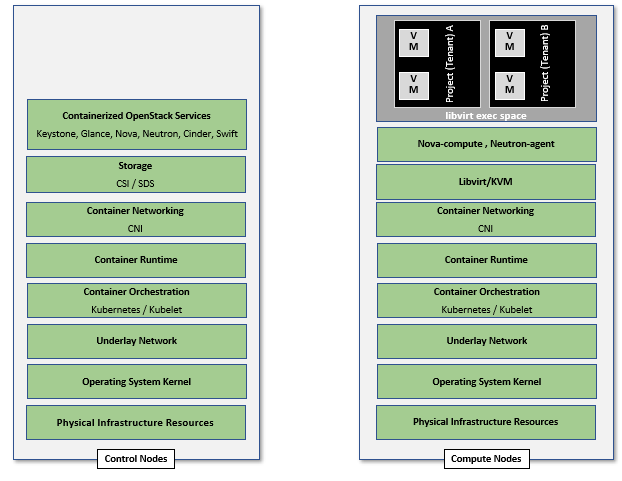 Containerized OpenStack Services
Keystone, Glance, Nova, Neutron, Cinder, Swift
Storage
CSI / SDS
Container Networking
CNI
Container Runtime
Container Orchestration
Kubernetes / Kubelet
Underlay Network
Operating System Kernel
Physical Infrastructure Resources
Control Nodes
V
M
V
M
Project (Tenant) A
V
M
V
M
Project (Tenant) B
libvirt exec space
Nova-compute , Neutron-agent
Libvirt/KVM
Container Networking
CNI
Container Runtime
Container Orchestration
Kubernetes / Kubelet
Underlay Network
Operating System Kernel
Physical Infrastructure Resources
Compute Nodes